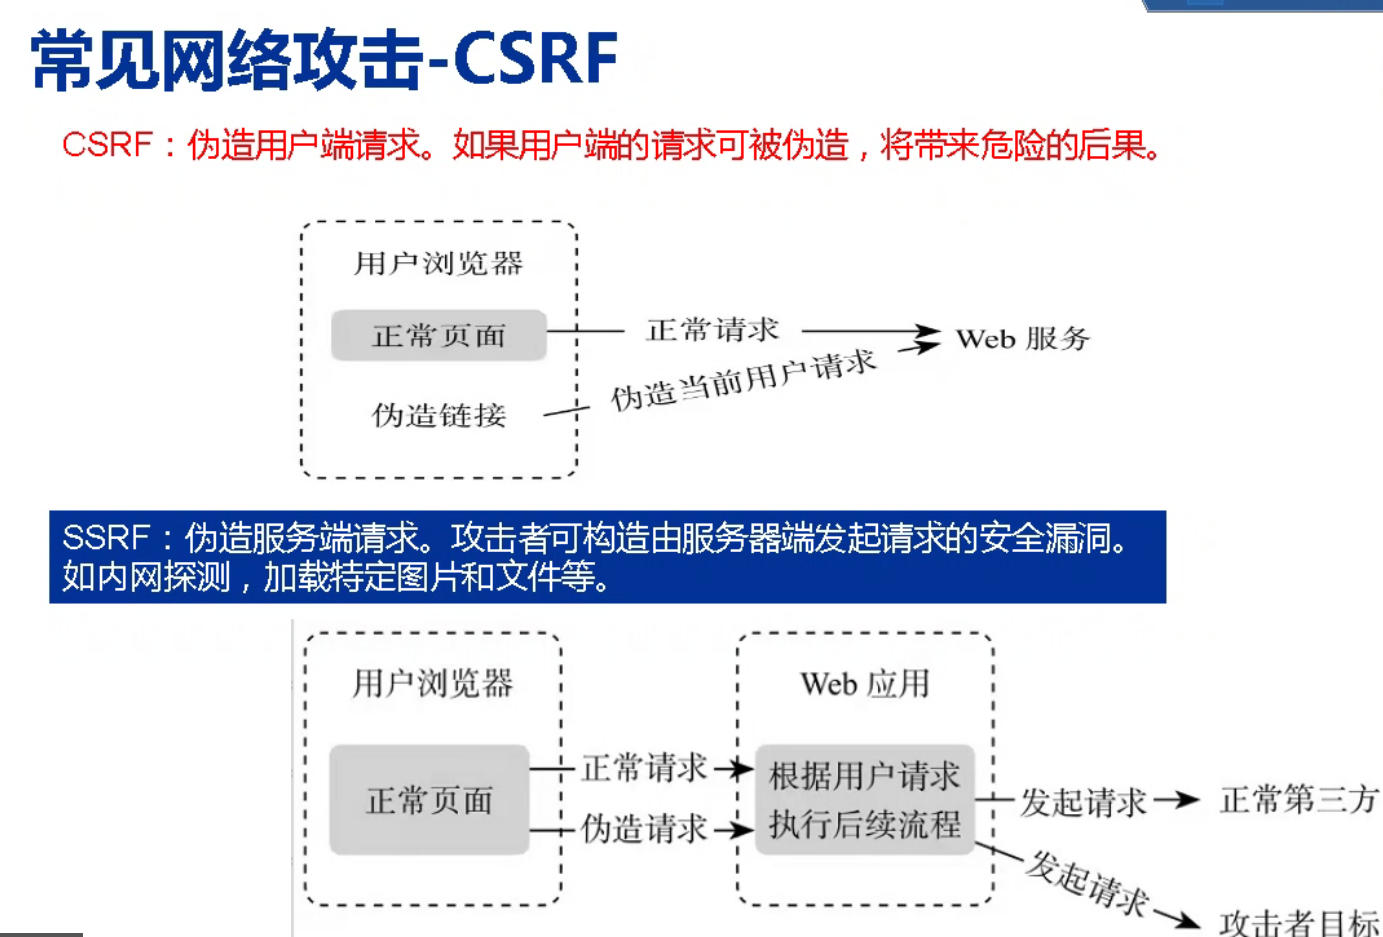 常见网络攻击-CSRF
CSRF：伪造用户端请求。如果用户端的请求可被伪造，将带来危险的后果。
用户浏览器
正常页面
正常请求
Web 服务
伪造链接
伪造当前用户请求
SSRF：伪造服务端请求。攻击者可构造由服务器端发起请求的安全漏洞。
如内网探测，加载特定图片和文件等。
用户浏览器
Web 应用
正常页面
正常请求
伪造请求
根据用户请求
执行后续流程
发起请求
正常第三方
发起请求
攻击者目标